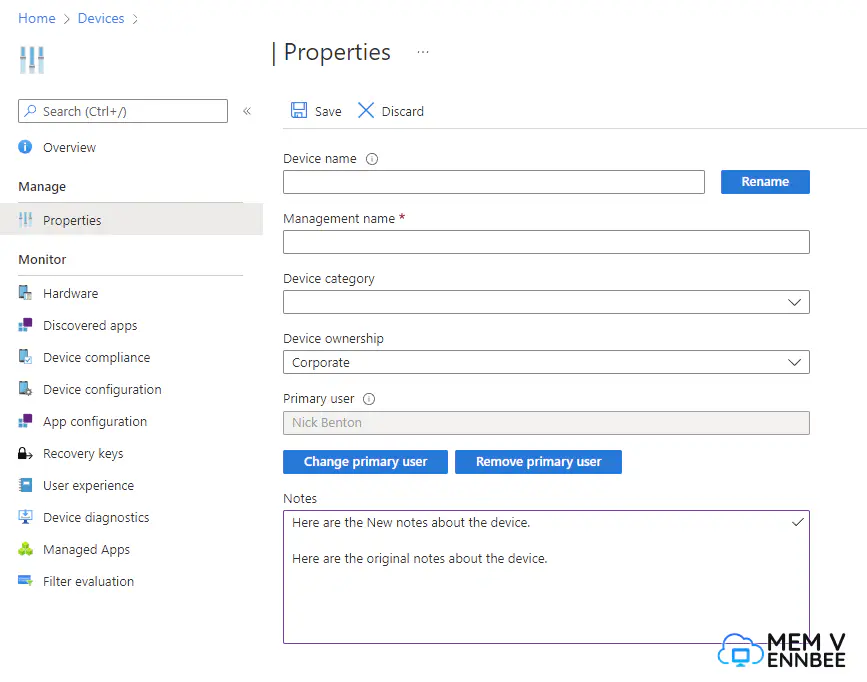 Home > Devices >
| Properties ...
Search (Ctrl+/)
«
Save
Discard
Overview
Manage
Properties
Monitor
Hardware
Discovered apps
Device compliance
Device configuration
App configuration
Recovery keys
User experience
Device diagnostics
Managed Apps
Filter evaluation
Device name
Rename
Management name *
Device category
Device ownership
Corporate
Primary user
Nick Benton
Change primary user
Remove primary user
Notes
Here are the New notes about the device.
Here are the original notes about the device.
MEM V
ENNBEE